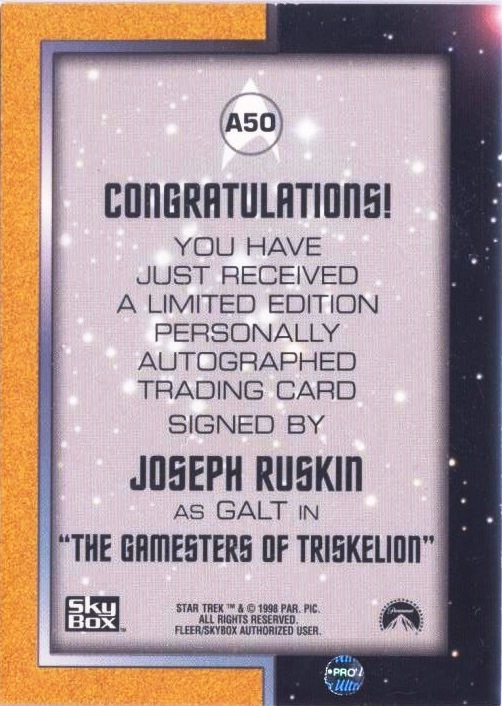 A50
CONGRATULATIONS!
YOU HAVE
JUST RECEIVED
A LIMITED EDITION
PERSONALLY
AUTOGRAPHED
TRADING CARD
SIGNED BY
JOSEPH RUSKIN
AS GALT IN
"THE GAMESTERS OF TRISKELION"
SKY
BOX™
STAR TREK ™ & © 1998 PAR. PIC.
ALL RIGHTS RESERVED.
FLEER/SKYBOX AUTHORIZED USER.
Paramount
PRO
Ultr